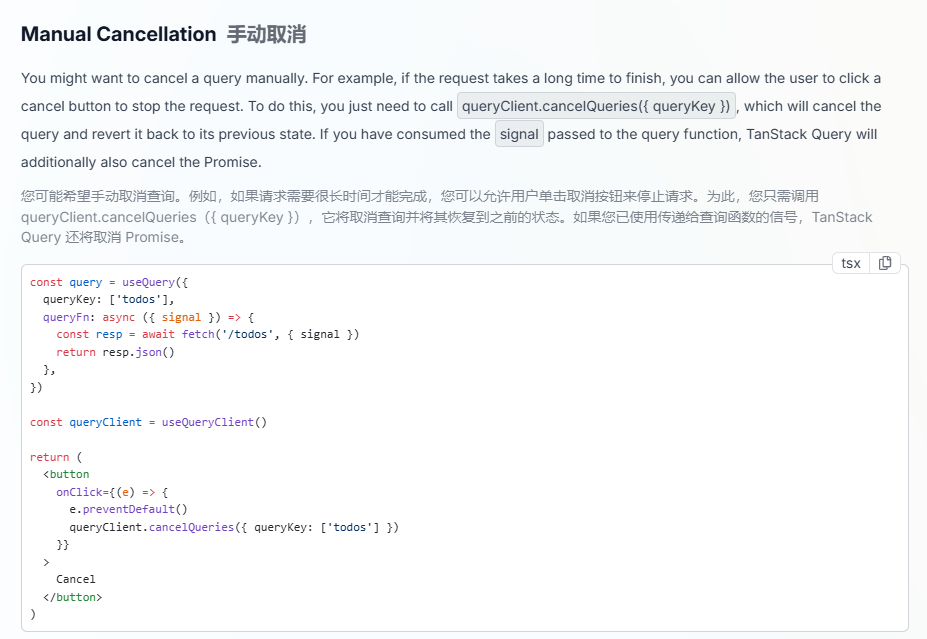 Manual Cancellation 手动取消
You might want to cancel a query manually. For example, if the request takes a long time to finish, you can allow the user to click a
cancel button to stop the request. To do this, you just need to call queryClient.cancelQueries({ queryKey }), which will cancel the
query and revert it back to its previous state. If you have consumed the signal passed to the query function, TanStack Query will
additionally also cancel the Promise.
您可能希望手动取消查询。例如，如果请求需要很长时间才能完成，您可以允许用户单击取消按钮来停止请求。为此，您只需调用
queryClient.cancelQueries（{ queryKey }），它将取消查询并将其恢复到之前的状态。如果您已使用传递给查询函数的信号，TanStack
Query 还将取消 Promise。
tsx
const query = useQuery({
  queryKey: ['todos'],
  queryFn: async ({ signal }) => {
    const resp = await fetch('/todos', { signal })
    return resp.json()
  },
})

const queryClient = useQueryClient()

return (
  <button
    onClick={(e) => {
      e.preventDefault()
      queryClient.cancelQueries({ queryKey: ['todos'] })
    }}
  >
    Cancel
  </button>
)